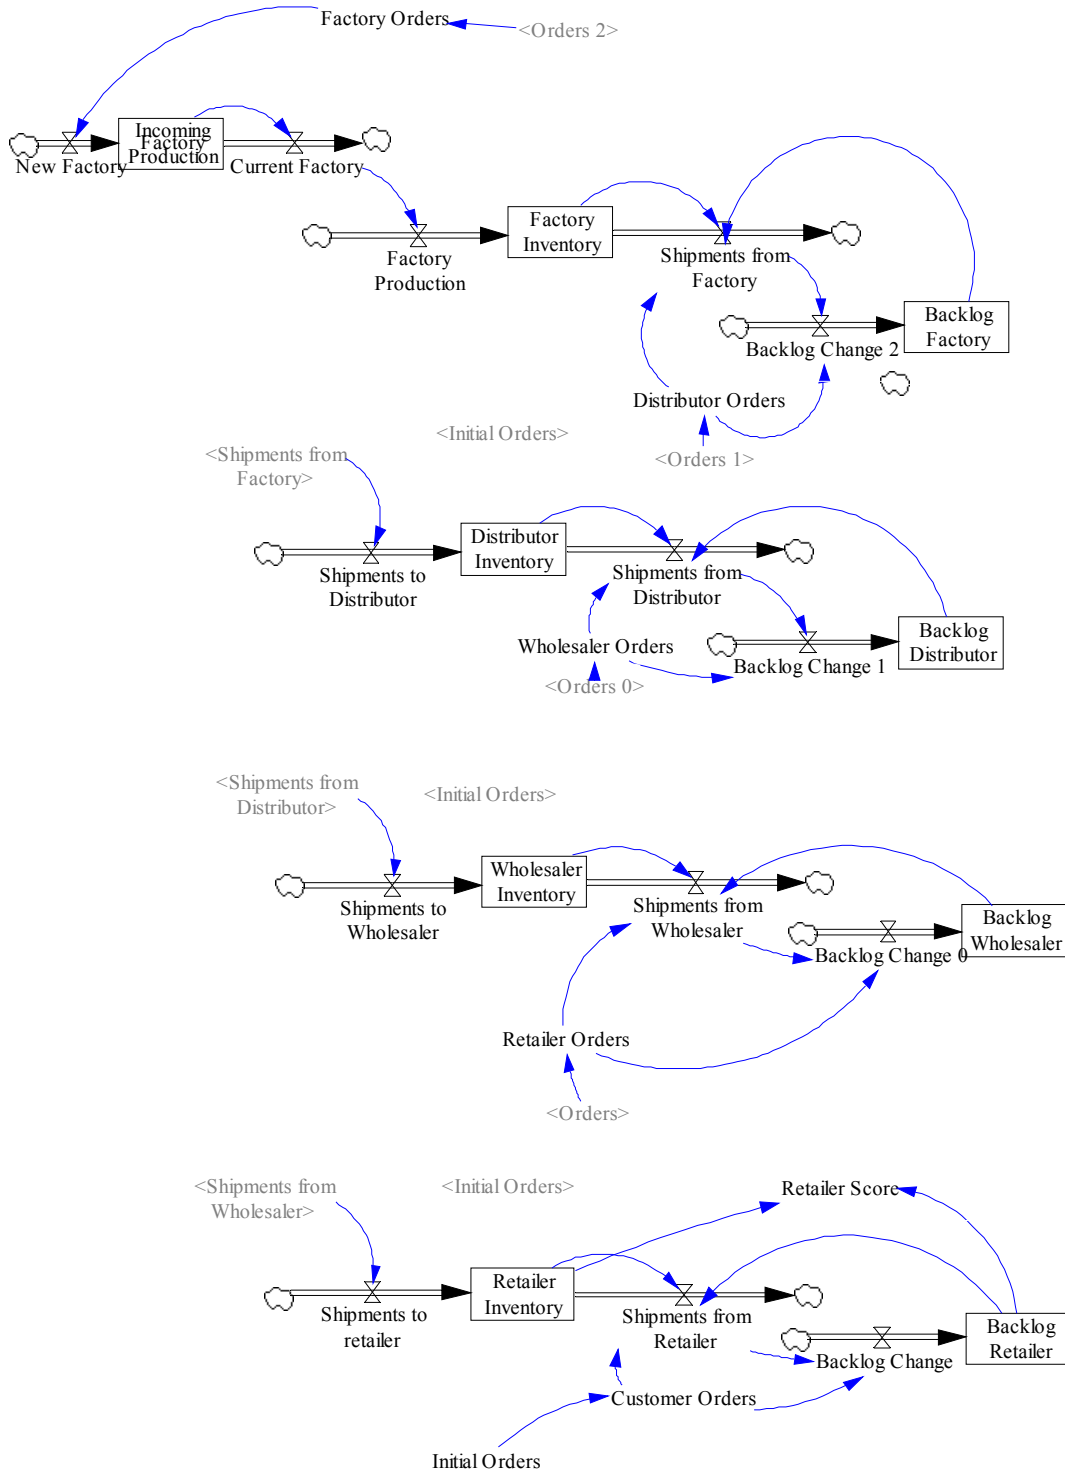 Factory Orders
<Orders 2>
Incoming
Factory
Production
New Factory
Current Factory
Factory
Inventory
Factory
Production
Shipments from
Factory
Backlog
Factory
Backlog Change 2
Distributor Orders
<Initial Orders>
<Orders 1>
<Shipments from
Factory>
Distributor
Inventory
Shipments to
Distributor
Shipments from
Distributor
Backlog
Distributor
Wholesaler Orders
Backlog Change 1
<Orders 0>
<Shipments from
Distributor>
<Initial Orders>
Wholesaler
Inventory
Shipments to
Wholesaler
Shipments from
Wholesaler
Backlog
Wholesaler
Backlog Change 0
Retailer Orders
<Orders>
<Shipments from
Wholesaler>
<Initial Orders>
Retailer Score
Retailer
Inventory
Shipments to
retailer
Shipments from
Retailer
Backlog
Retailer
Backlog Change
Customer Orders
Initial Orders